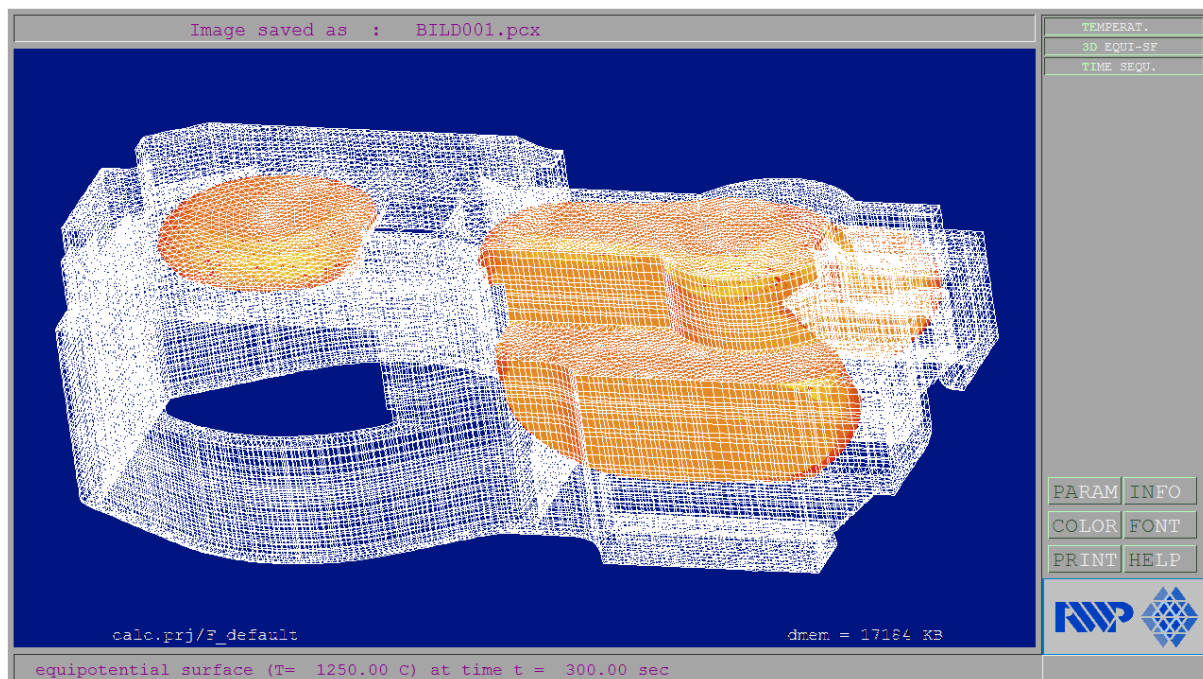 Image saved as : BILD001.pcx
TEMPERAT.
3D EQUI-SF
TIME SEQU.
PARAM INFO
COLOR FONT
PRINT HELP
RWP
calc.prj/F_default
dmem = 17184 KB
equipotential surface (T= 1250.00 C) at time t = 300.00 sec